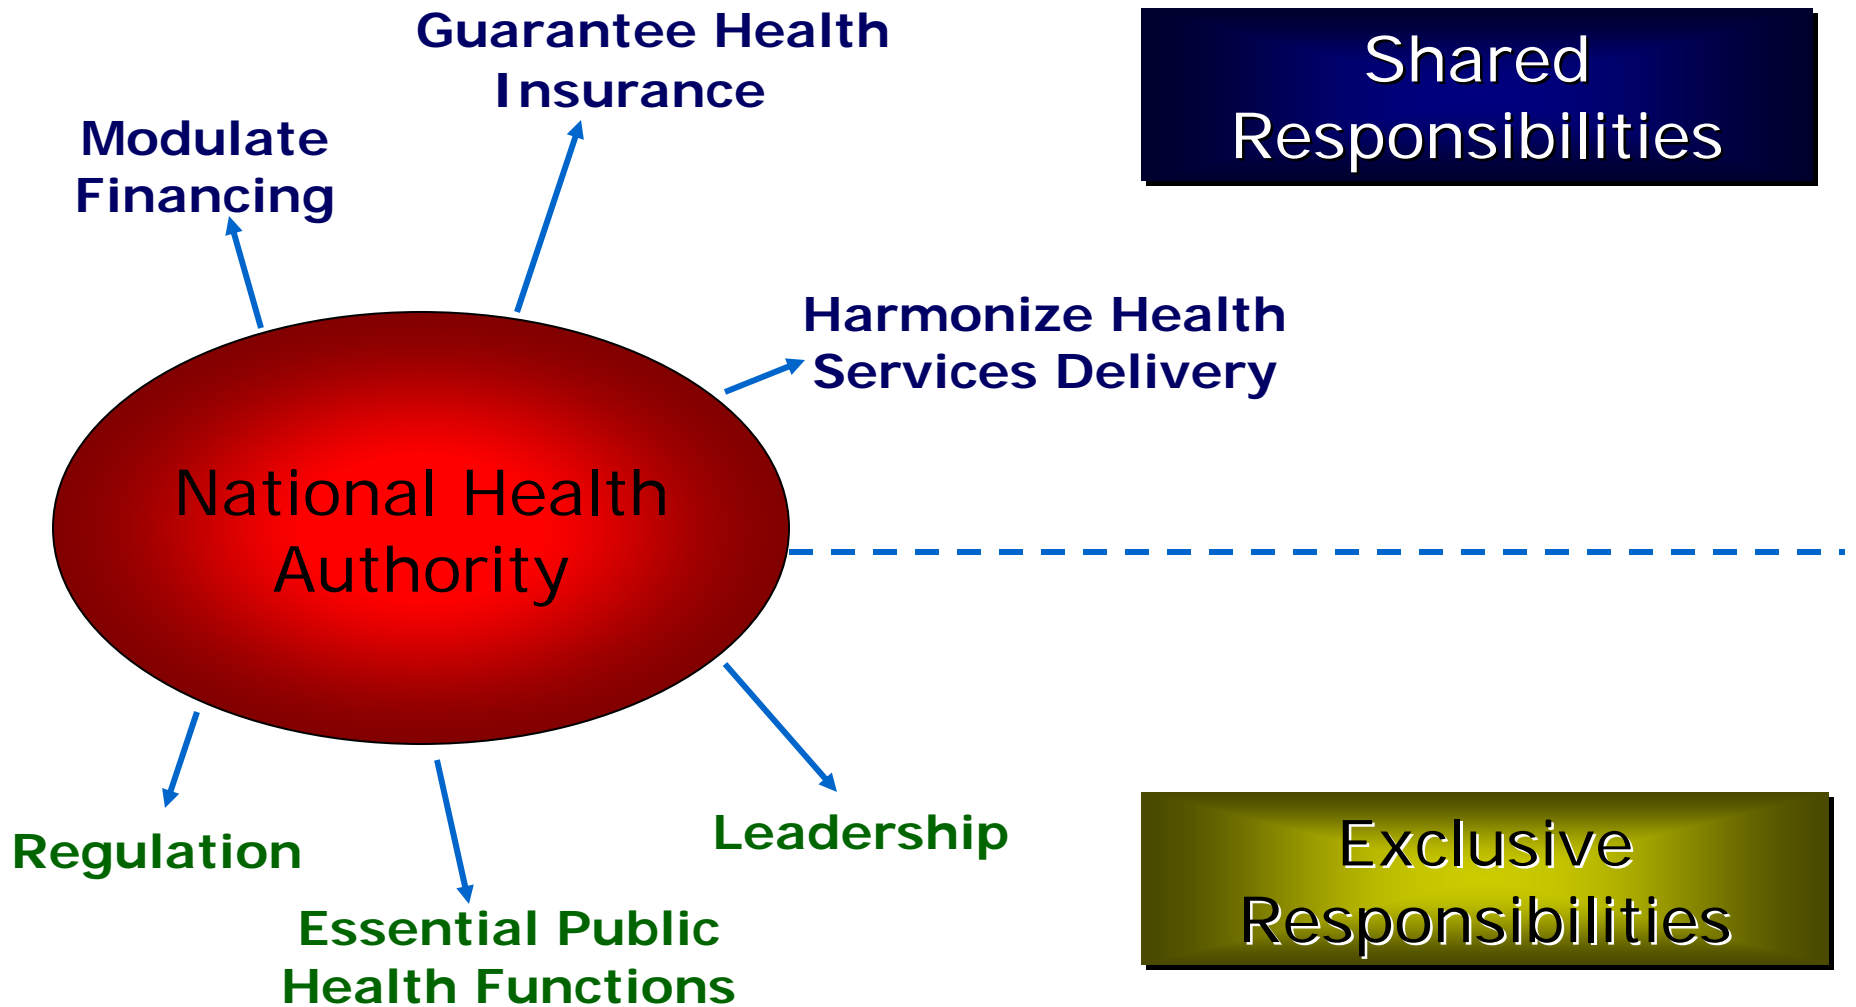 Guarantee Health
Insurance
Shared
Responsibilities
Modulate
Financing
Harmonize Health
Services Delivery
National Health
Authority
Regulation
Leadership
Exclusive
Responsibilities
Essential Public
Health Functions